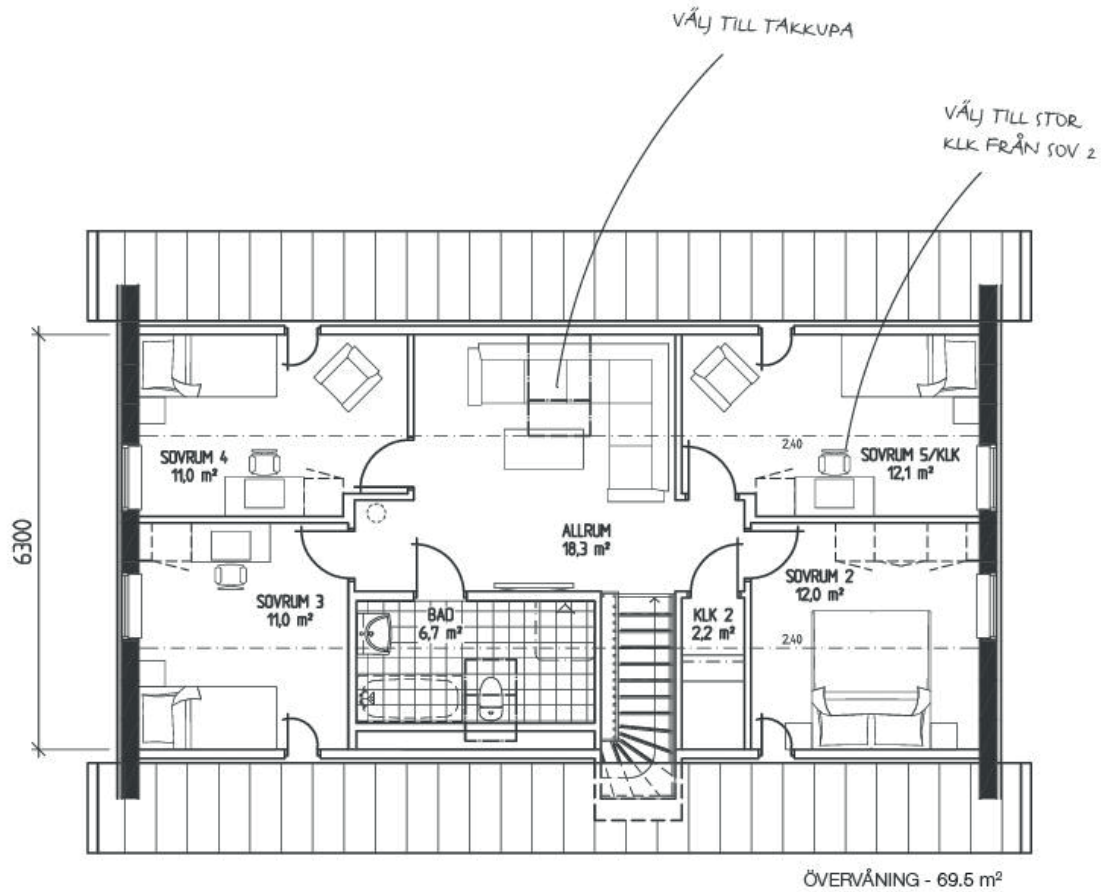 VÄLJ TILL TAKKUPA
VÄLJ TILL STOR
KLK FRÅN SOV 2
SOVRUM 4
11,0 m²
2,40
SOVRUM 5/KLK
12,1 m²
6300
ALLRUM
18,3 m²
SOVRUM 3
11,0 m²
BAD
6,7 m²
KLK 2
2,2 m²
SOVRUM 2
12,0 m²
2,40
ÖVERVÅNING - 69.5 m²